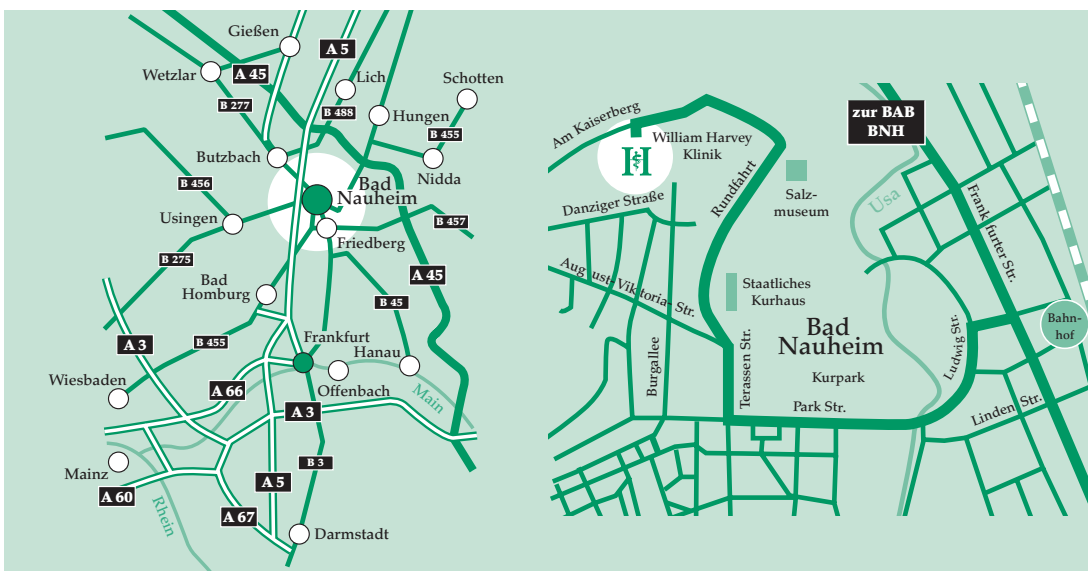 Gießen
A 5
Wetzlar
A 45
Lich
Schotten
B 277
B 488
Hungen
B 455
Butzbach
Nidda
Bad
Nauheim
B 456
Usingen
B 457
Friedberg
B 275
A 45
Bad
Homburg
B 45
A 3
B 455
Frankfurt
Hanau
Wiesbaden
A 66
Offenbach
Main
A 3
Mainz
B 3
A 60
A 5
Rhein
A 67
Darmstadt
zur BAB
BNH
Am Kaiserberg
William Harvey
Klinik
H
Rundfahrt
Salz-
museum
Usa
Frankfurter Str.
Danziger Straße
August-Viktoria-Str.
Staatliches
Kurhaus
Bahn-
hof
Bad
Nauheim
Ludwig Str.
Burgallee
Terassen Str.
Kurpark
Park Str.
Linden Str.